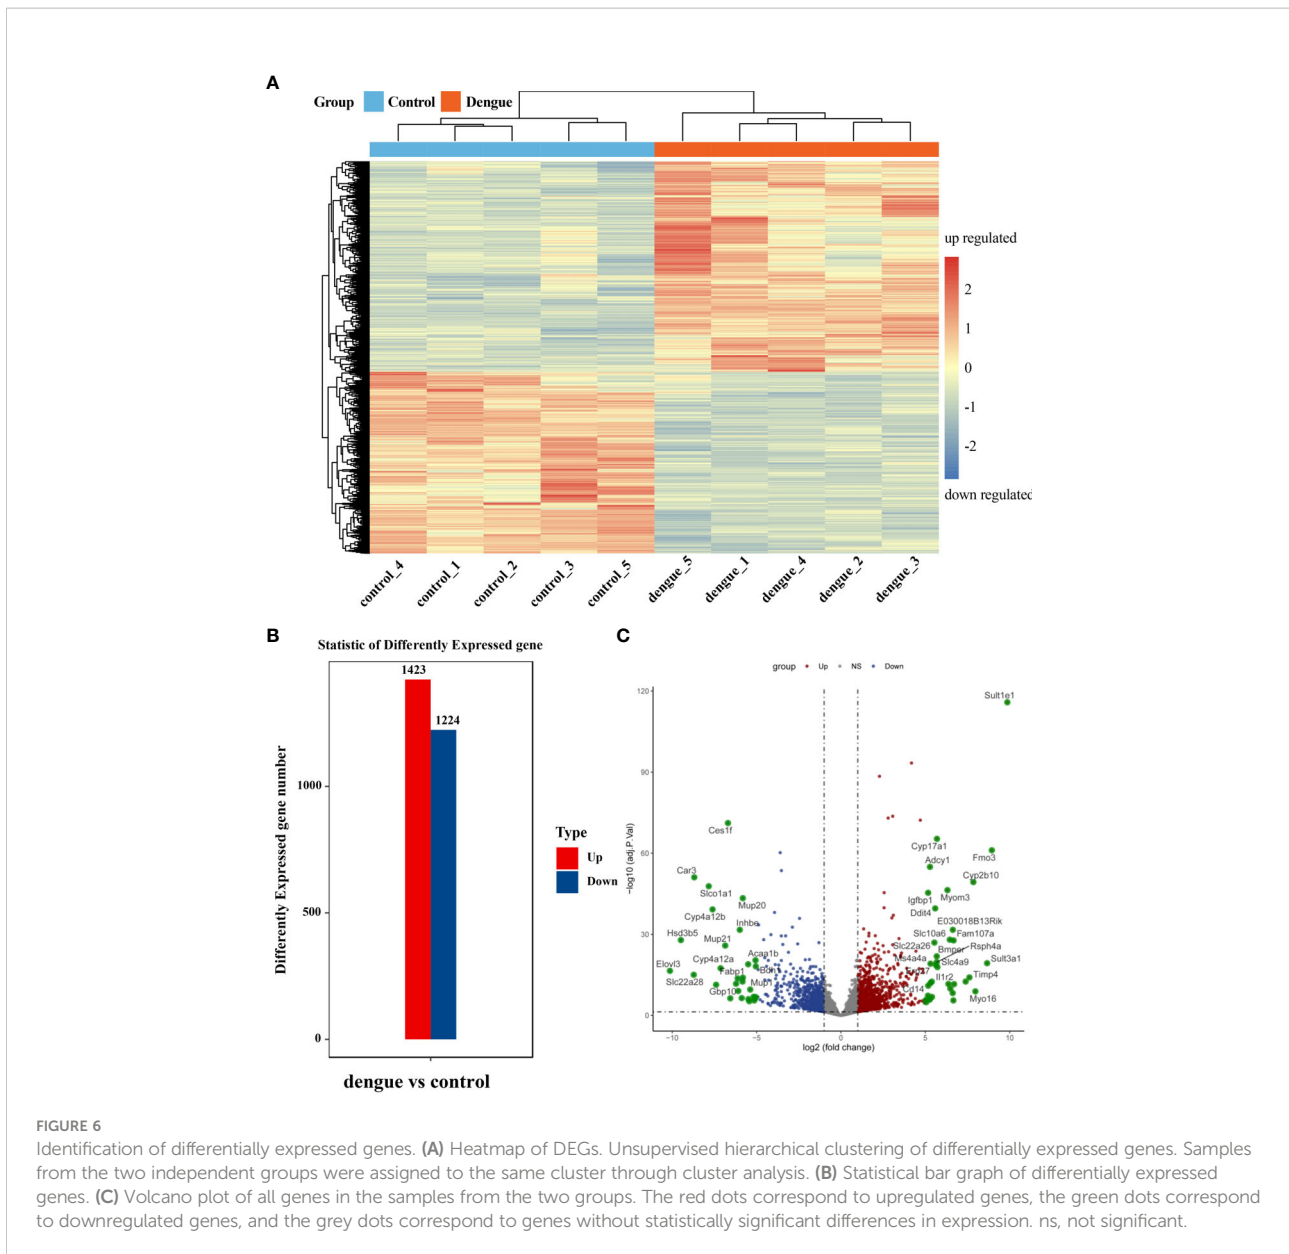 A
Group Control Dengue
up regulated
2
1
0
-1
-2
down regulated
control_4
control_1
control_2
control_3
control_5
dengue_5
dengue_1
dengue_4
dengue_2
dengue_3
B
Statistic of Differently Expressed gene
1423
1224
Differently Expressed gene number
1000
500
0
Type
Up
Down
dengue vs control
C
group Up NS Down
−log10 (adj.P.Val)
120
90
60
30
0
Sult1e1
Ces1f
Cyp17a1
Adcy1
Fmo3
Car3
Cyp2b10
Slco1a1
Igfbp1
Myom3
Mup20
Ddit4
Cyp4a12b
Inhbe
E030018B13Rik
Hsd3b5
Slc10a6
Fam107a
Mup21
Slc22a26
Rsph4a
Acaa1b
Bmper
Cyp4a12a
Ms4a4a
Slc4a9
Sult3a1
Elovl3
Bdh1
Slc22a28
Fabp1
Il1r2
Timp4
Gbp10
Mup1
Cd14
Myo16
−10
−5
0
5
10
log2 (fold change)
FIGURE 6
Identification of differentially expressed genes. (A) Heatmap of DEGs. Unsupervised hierarchical clustering of differentially expressed genes. Samples
from the two independent groups were assigned to the same cluster through cluster analysis. (B) Statistical bar graph of differentially expressed
genes. (C) Volcano plot of all genes in the samples from the two groups. The red dots correspond to upregulated genes, the green dots correspond
to downregulated genes, and the grey dots correspond to genes without statistically significant differences in expression. ns, not significant.